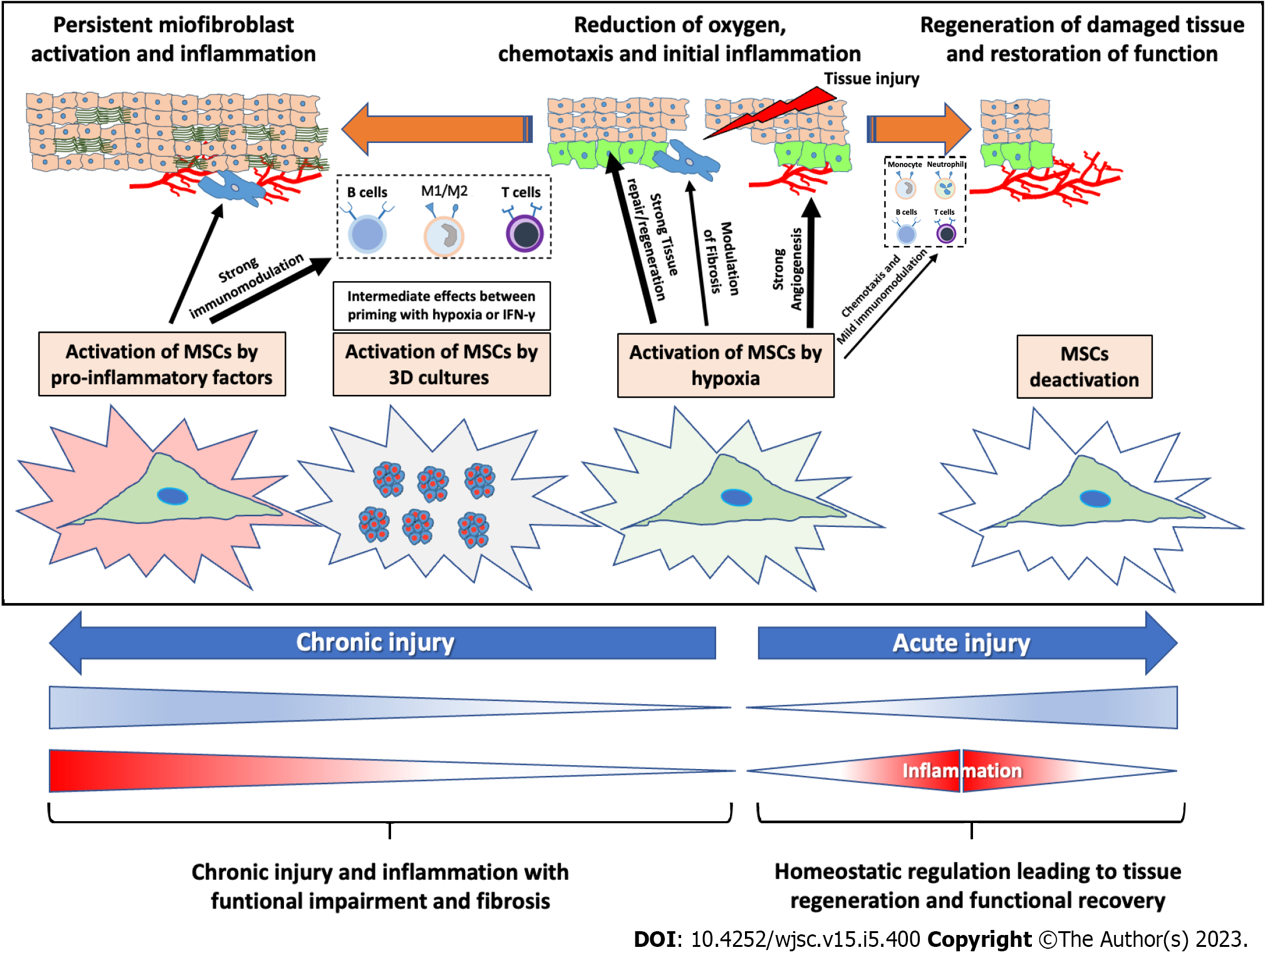 Persistent miofibroblast
activation and inflammation
Reduction of oxygen,
chemotaxis and initial inflammation
Regeneration of damaged tissue
and restoration of function
Tissue injury
B cells
M1/M2
T cells
Monocyte
Neutrophil
B cells
T cells
Strong
immunomodulation
Strong Tissue
repair/regeneration
Modulation
of Fibrosis
Strong
Angiogenesis
Chemotaxis and
Mild immunomodulation
Intermediate effects between
priming with hypoxia or IFN-γ
Activation of MSCs by
pro-inflammatory factors
Activation of MSCs by
3D cultures
Activation of MSCs by
hypoxia
MSCs
deactivation
Chronic injury
Acute injury
Inflammation
Chronic injury and inflammation with
funtional impairment and fibrosis
Homeostatic regulation leading to tissue
regeneration and functional recovery
DOI: 10.4252/wjsc.v15.i5.400 Copyright ©The Author(s) 2023.